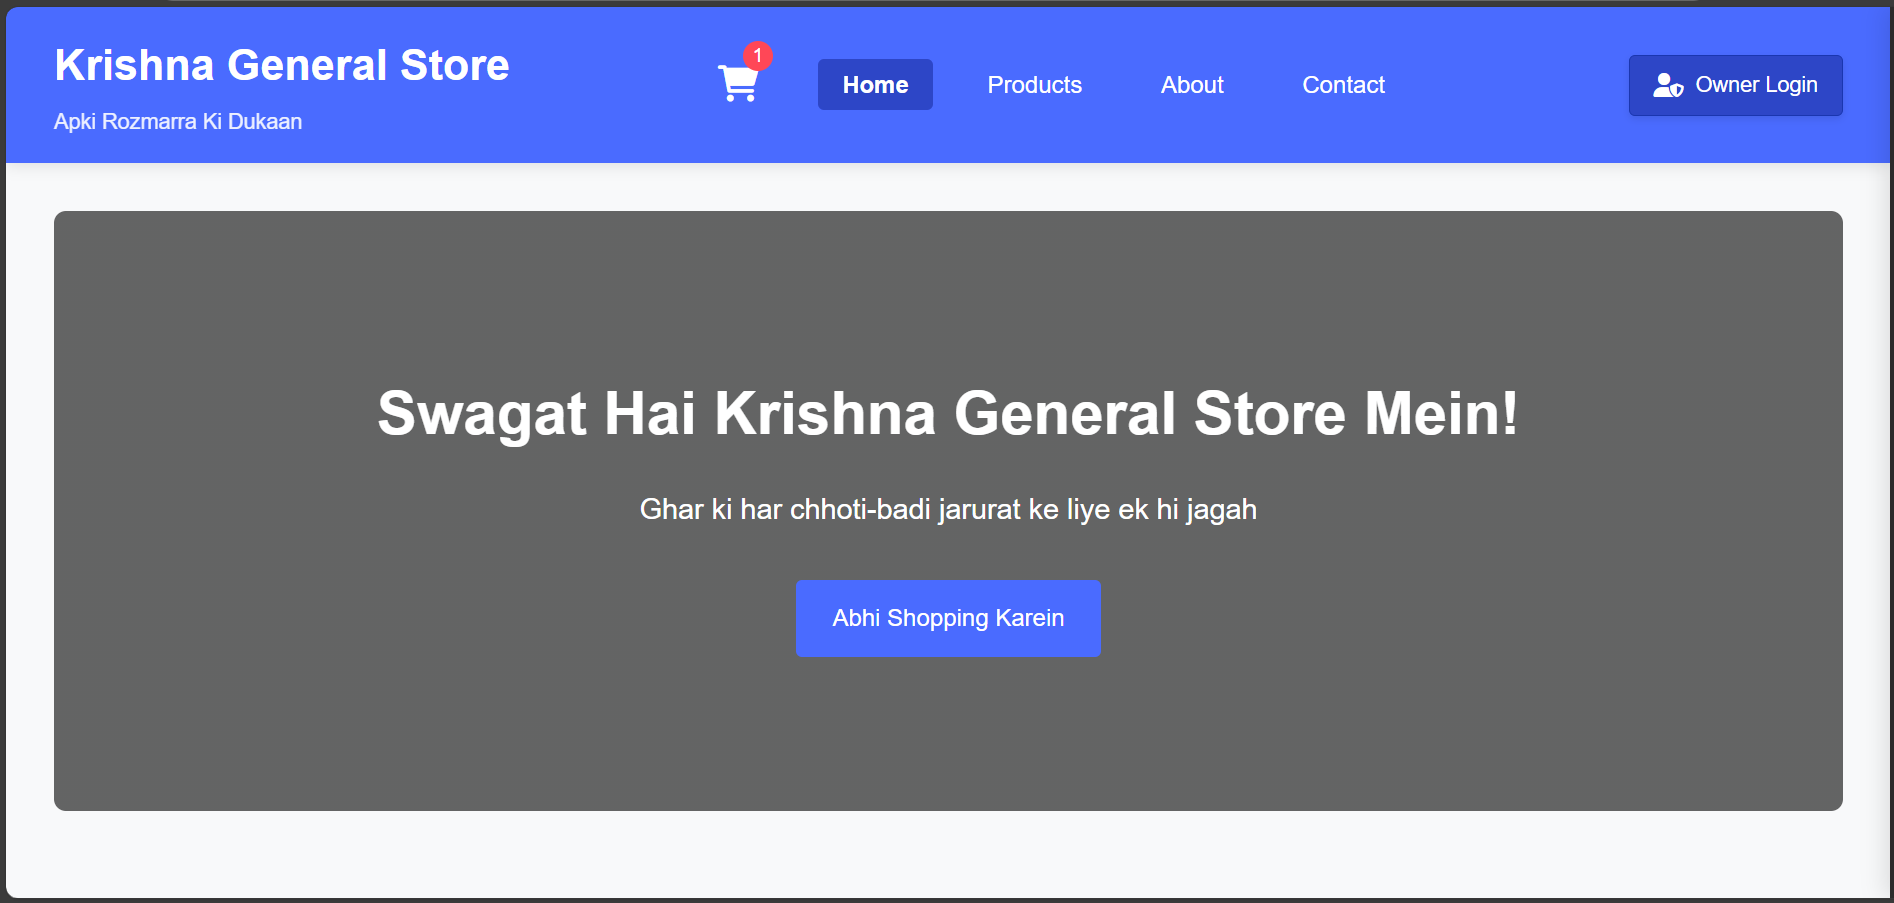 Krishna General Store
Apki Rozmarra Ki Dukaan
1
Home
Products
About
Contact
Owner Login
Swagat Hai Krishna General Store Mein!
Ghar ki har chhoti-badi jarurat ke liye ek hi jagah
Abhi Shopping Karein